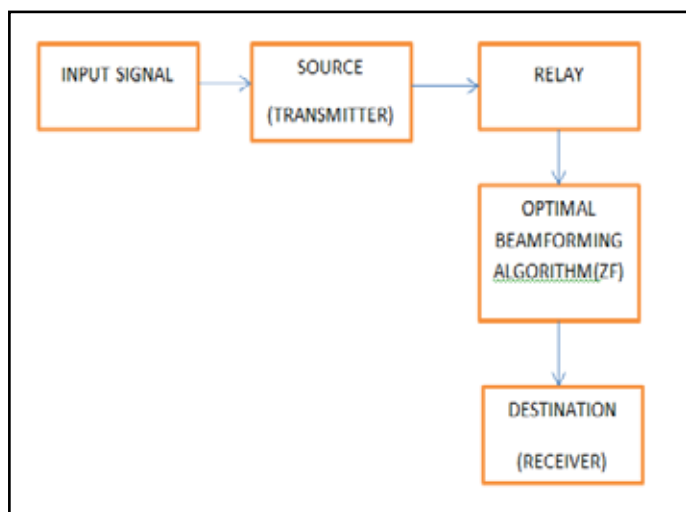 INPUT SIGNAL
SOURCE
(TRANSMITTER)
RELAY
OPTIMAL
BEAMFORMING
ALGORITHM(ZF)
DESTINATION
(RECEIVER)